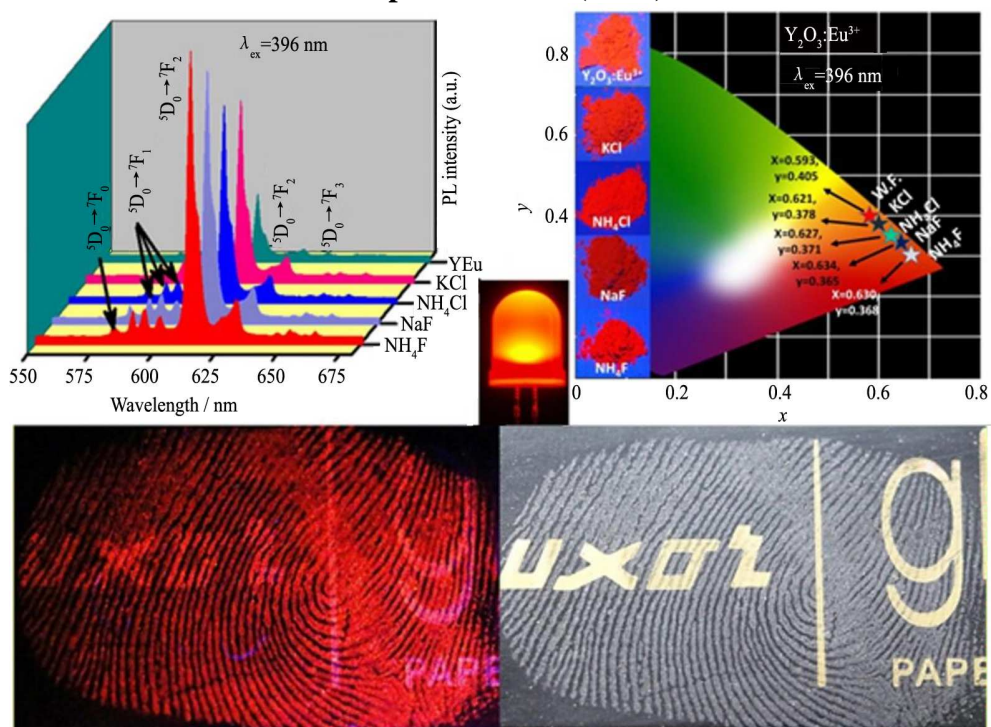 λex=396 nm
⁵D₀→⁷F₂
⁵D₀→⁷F₁
⁵D₀→⁷F₀
⁵D₀→⁷F₂
⁵D₀→⁷F₃
PL intensity (a.u.)
YEu
KCl
NH₄Cl
NaF
NH₄F
550 575 600 625 650 675
Wavelength / nm
Y₂O₃:Eu³⁺
λex=396 nm
0.8
0.6
0.4
y
Y₂O₃:Eu³⁺
KCl
NH₄Cl
NaF
NH₄F
X=0.593,
y=0.405
X=0.621,
y=0.378
X=0.627,
y=0.371
X=0.634,
y=0.365
X=0.630,
y=0.368
W.F.
KCl
NH₄Cl
NaF
NH₄F
0 0.2 0.4 0.6 0.8
x
g
PAPE
uxor
g
PAPE